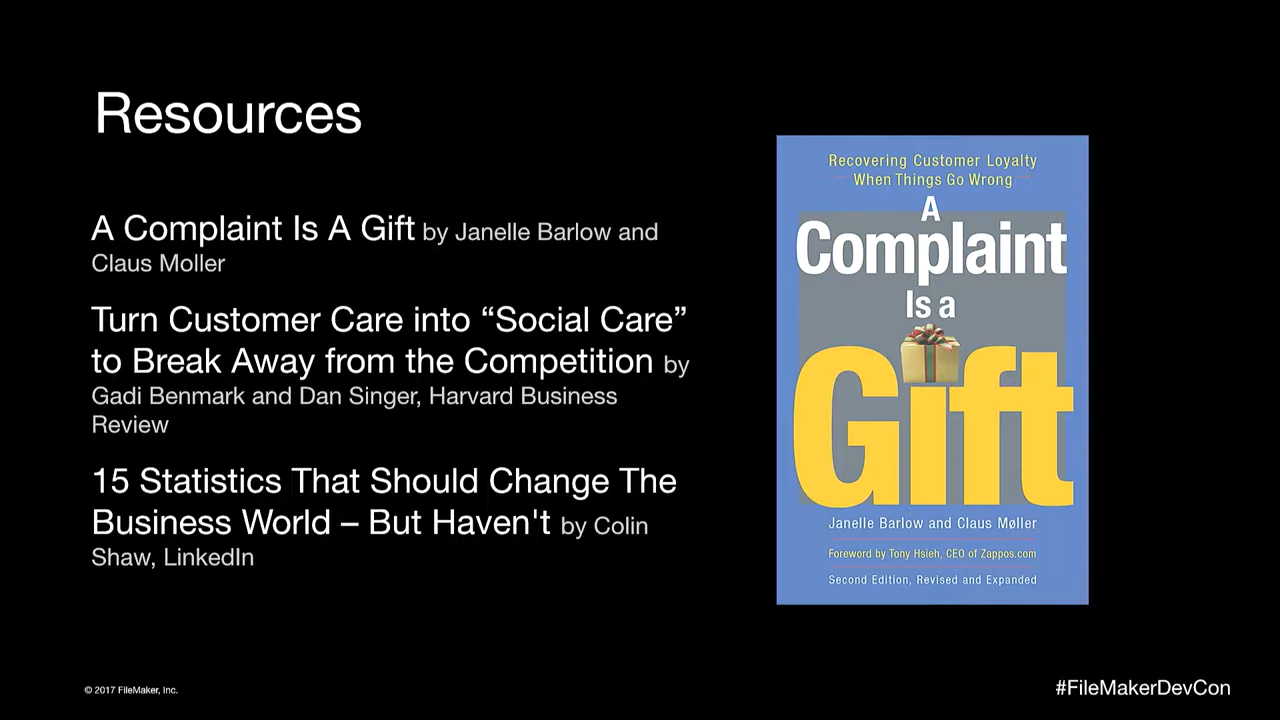 Resources
A Complaint Is A Gift by Janelle Barlow and
Claus Moller
Turn Customer Care into “Social Care”
to Break Away from the Competition by
Gadi Benmark and Dan Singer, Harvard Business
Review
15 Statistics That Should Change The
Business World – But Haven't by Colin
Shaw, LinkedIn
Recovering Customer Loyalty
When Things Go Wrong
A
Complaint
Is a
Gift
Janelle Barlow and Claus Møller
Foreword by Tony Hsieh, CEO of Zappos.com
Second Edition, Revised and Expanded
© 2017 FileMaker, Inc.
#FileMakerDevCon